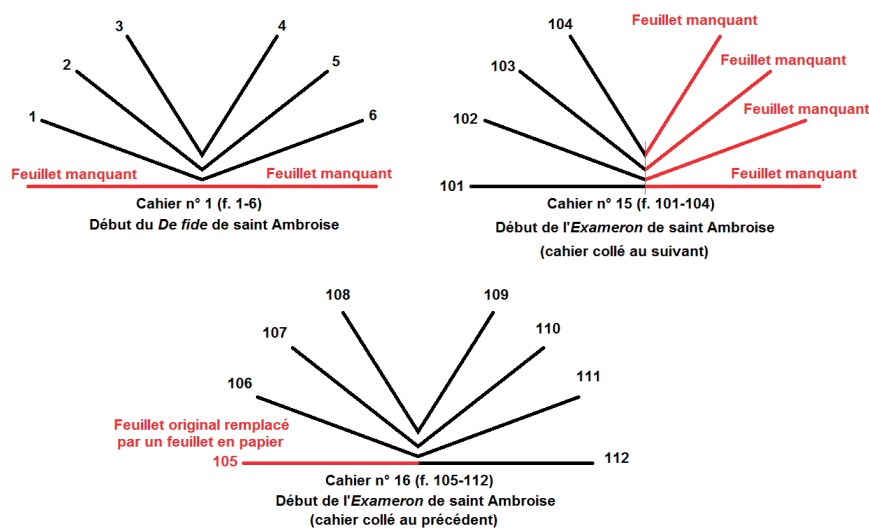 3
4
2
5
1
6
Feuillet manquant
Feuillet manquant
Cahier n° 1 (f. 1-6)
Début du De fide de saint Ambroise
104
Feuillet manquant
103
Feuillet manquant
102
Feuillet manquant
101
Feuillet manquant
Cahier n° 15 (f. 101-104)
Début de l'Exameron de saint Ambroise
(cahier collé au suivant)
108
109
107
110
106
111
Feuillet original remplacé
par un feuillet en papier
105
112
Cahier n° 16 (f. 105-112)
Début de l'Exameron de saint Ambroise
(cahier collé au précédent)